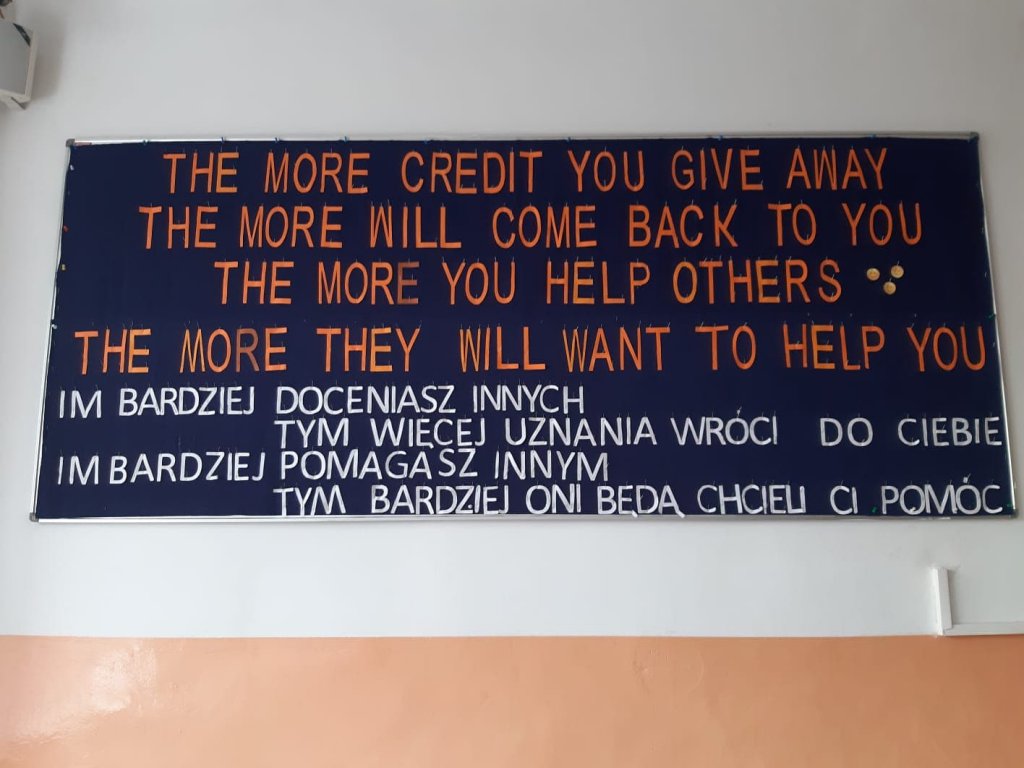 THE MORE CREDIT YOU GIVE AWAY
THE MORE WILL COME BACK TO YOU
THE MORE YOU HELP OTHERS
THE MORE THEY WILL WANT TO HELP YOU
IM BARDZIEJ DOCENIASZ INNYCH
TYM WIĘCEJ UZNANIA WRÓCI DO CIEBIE
IM BARDZIEJ POMAGASZ INNYM
TYM BARDZIEJ ONI BĘDĄ CHCIELI CI POMÓC